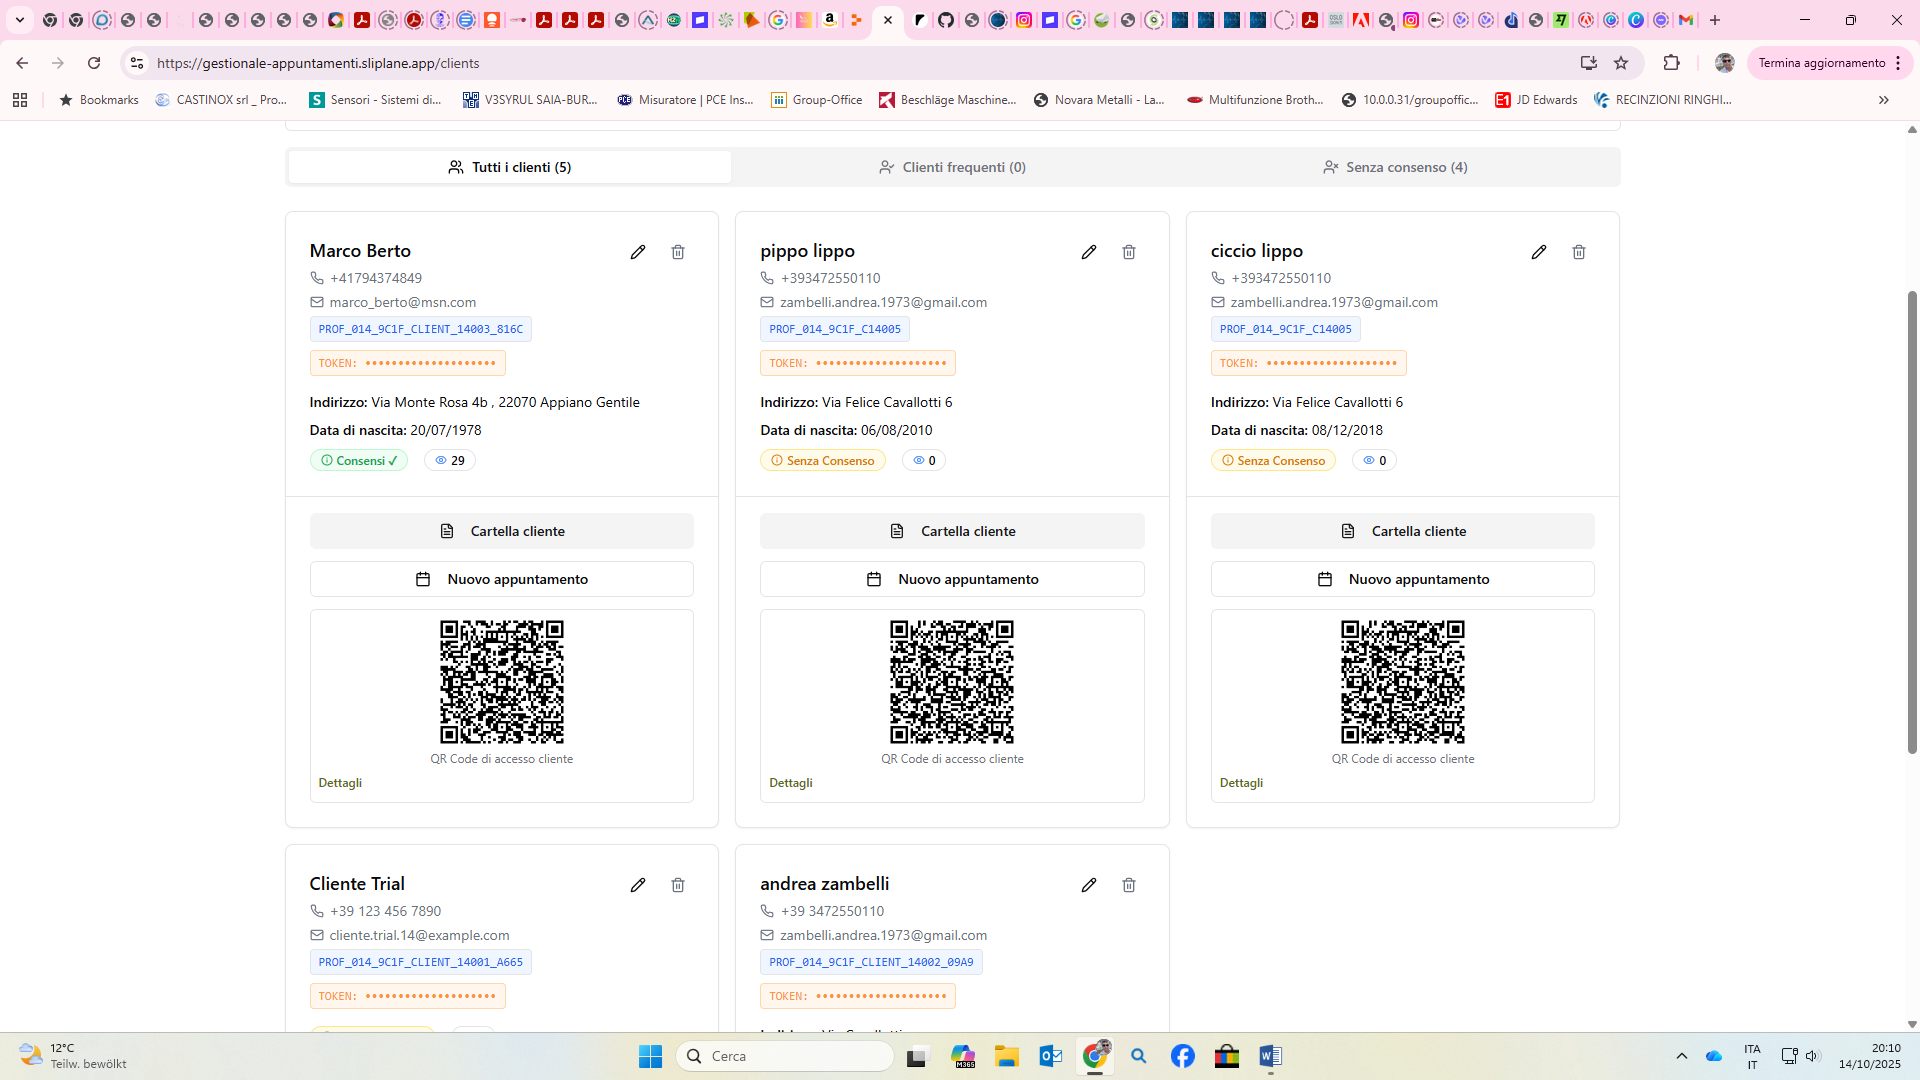 https://gestionale-appuntamenti.sliplane.app/clients
Termina aggiornamento
Bookmarks
CASTINOX srl _ Pro...
Sensori - Sistemi di...
V3SYRUL SAIA-BUR...
Misuratore | PCE Ins...
Group-Office
Beschläge Maschine...
Novara Metalli - La...
Multifunzione Broth...
10.0.0.31/groupoffic...
JD Edwards
RECINZIONI RINGHI...
Tutti i clienti (5)
Clienti frequenti (0)
Senza consenso (4)
Marco Berto
+41794374849
marco_berto@msn.com
PROF_014_9C1F_CLIENT_14003_816C
TOKEN: ••••••••••••••••••••
Indirizzo: Via Monte Rosa 4b , 22070 Appiano Gentile
Data di nascita: 20/07/1978
Consensi ✓
29
Cartella cliente
Nuovo appuntamento
QR Code di accesso cliente
Dettagli
pippo lippo
+393472550110
zambelli.andrea.1973@gmail.com
PROF_014_9C1F_C14005
TOKEN: ••••••••••••••••••••
Indirizzo: Via Felice Cavallotti 6
Data di nascita: 06/08/2010
Senza Consenso
0
Cartella cliente
Nuovo appuntamento
QR Code di accesso cliente
Dettagli
ciccio lippo
+393472550110
zambelli.andrea.1973@gmail.com
PROF_014_9C1F_C14005
TOKEN: ••••••••••••••••••••
Indirizzo: Via Felice Cavallotti 6
Data di nascita: 08/12/2018
Senza Consenso
0
Cartella cliente
Nuovo appuntamento
QR Code di accesso cliente
Dettagli
Cliente Trial
+39 123 456 7890
cliente.trial.14@example.com
PROF_014_9C1F_CLIENT_14001_A665
TOKEN: ••••••••••••••••••••
andrea zambelli
+39 3472550110
zambelli.andrea.1973@gmail.com
PROF_014_9C1F_CLIENT_14002_09A9
TOKEN: ••••••••••••••••••••
12°C
Teilw. bewölkt
Cerca
ITA
IT
20:10
14/10/2025